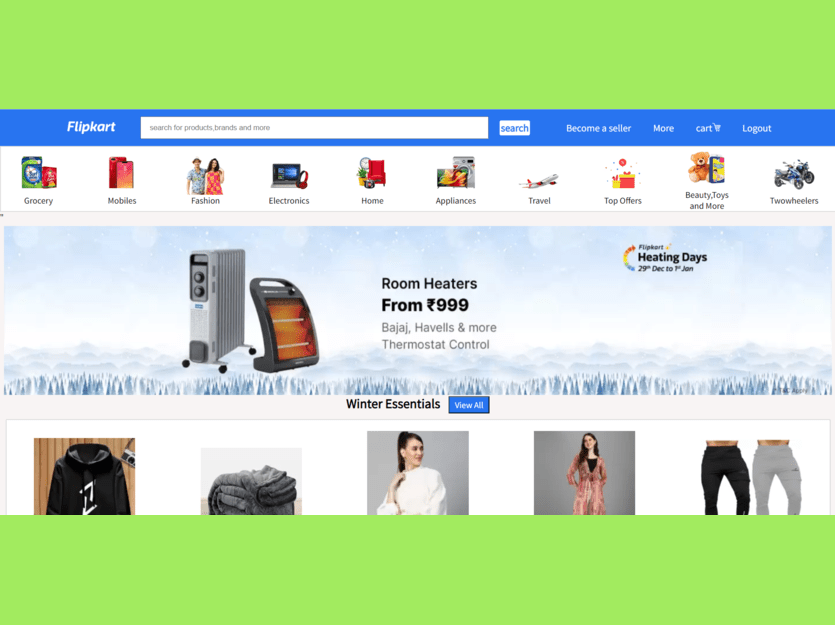 Flipkart
search for products,brands and more
search
Become a seller
More
cart
Logout
Grocery
Mobiles
Fashion
Electronics
Home
Appliances
Travel
Top Offers
Beauty,Toys
and More
Twowheelers
"
Flipkart
Heating Days
29th Dec to 1st Jan
Room Heaters
From ₹999
Bajaj, Havells & more
Thermostat Control
Winter Essentials
View All